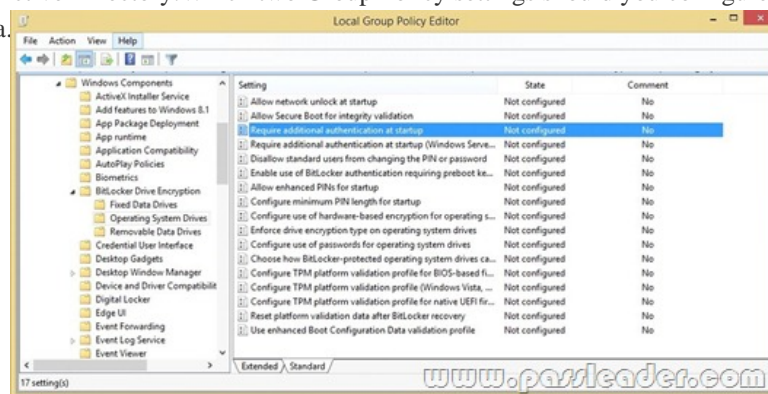 Local Group Policy Editor
File Action View Help
Windows Components
ActiveX Installer Service
Add features to Windows 8.1
App Package Deployment
App runtime
Application Compatibility
AutoPlay Policies
Biometrics
BitLocker Drive Encryption
Fixed Data Drives
Operating System Drives
Removable Data Drives
Credential User Interface
Desktop Gadgets
Desktop Window Manager
Device and Driver Compatibilit
Digital Locker
Edge UI
Event Forwarding
Event Log Service
Event Viewer
Setting State Comment
Allow network unlock at startup Not configured No
Allow Secure Boot for integrity validation Not configured No
Require additional authentication at startup Not configured No
Require additional authentication at startup (Windows Serve... Not configured No
Disallow standard users from changing the PIN or password Not configured No
Enable use of BitLocker authentication requiring preboot ke... Not configured No
Allow enhanced PINs for startup Not configured No
Configure minimum PIN length for startup Not configured No
Configure use of hardware-based encryption for operating s... Not configured No
Enforce drive encryption type on operating system drives Not configured No
Configure use of passwords for operating system drives Not configured No
Choose how BitLocker-protected operating system drives ca... Not configured No
Configure TPM platform validation profile for BIOS-based fi... Not configured No
Configure TPM platform validation profile (Windows Vista, ... Not configured No
Configure TPM platform validation profile for native UEFI fir... Not configured No
Reset platform validation data after BitLocker recovery Not configured No
Use enhanced Boot Configuration Data validation profile Not configured No
Extended Standard
17 setting(s)
www.passleader.com